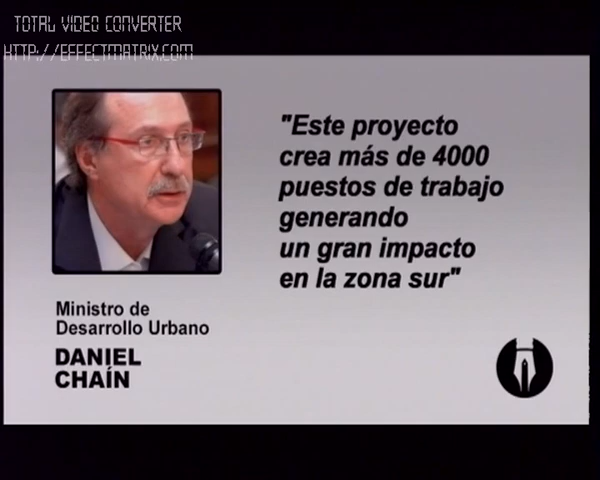 TOTAL VIDEO CONVERTER
HTTP://EFFECTMATRIX.COM
"Este proyecto
crea más de 4000
puestos de trabajo
generando
un gran impacto
en la zona sur"
Ministro de
Desarrollo Urbano
DANIEL
CHAÍN